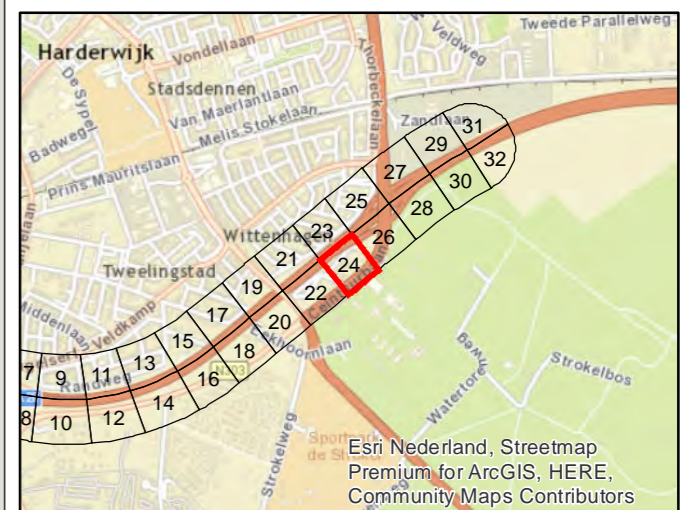 Tweede Parallelweg
Harderwijk
Vondellaan
Veldweg
Thorbeckelaan
De Sypel
Stadsdennen
Van Maerlantlaan
Zandlaan
Melis Stokelaan
Badweg
Prins Mauritslaan
31
29
32
27
30
25
28
Wittenhagen
23
26
21
24
Tweelingstad
19
22
17
20
Middenlaan
Veldkamp
15
18
Eekhoornlaan
13
16
7
9
11
Randweg
N303
14
8
10
12
Strokelbos
Strokelweg
Esri Nederland, Streetmap
Premium for ArcGIS, HERE,
Community Maps Contributors